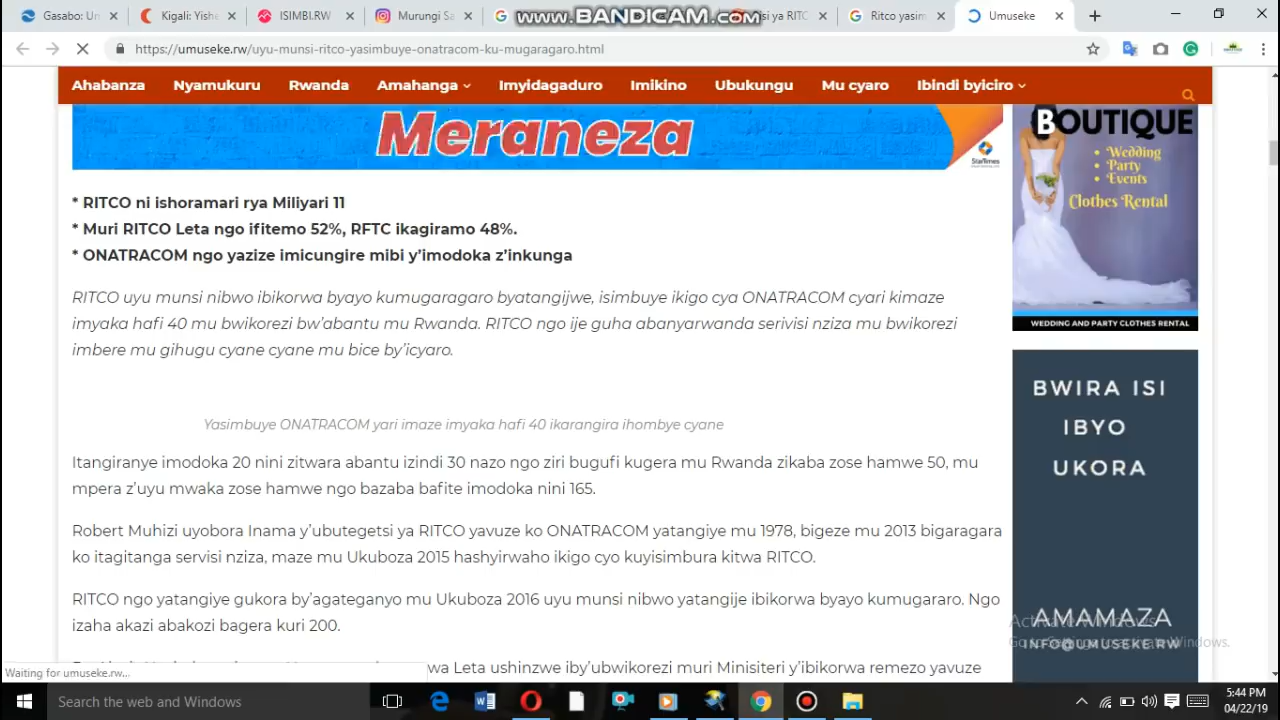 Gasabo: Un
Kigali: Yishe
ISIMBI.RW
Murungi Sa
www.BANDICAM.com
si ya RITC
Ritco yasim
Umuseke
https://umuseke.rw/uyu-munsi-ritco-yasimbuye-onatracom-ku-mugaragaro.html
Ahabanza Nyamukuru Rwanda Amahanga Imyidagaduro Imikino Ubukungu Mu cyaro Ibindi byiciro
Meraneza
StarTimes
BOUTIQUE
• Wedding
• Party
• Events
Clothes Rental
WEDDING AND PARTY CLOTHES RENTAL
* RITCO ni ishoramari rya Miliyari 11
* Muri RITCO Leta ngo ifitemo 52%, RFTC ikagiramo 48%.
* ONATRACOM ngo yazize imicungire mibi y’imodoka z’inkunga
RITCO uyu munsi nibwo ibikorwa byayo kumugaragaro byatangijwe, isimbuye ikigo cya ONATRACOM cyari kimaze
imyaka hafi 40 mu bwikorezi bw’abantu mu Rwanda. RITCO ngo ije guha abanyarwanda serivisi nziza mu bwikorezi
imbere mu gihugu cyane cyane mu bice by’icyaro.
Yasimbuye ONATRACOM yari imaze imyaka hafi 40 ikarangira ihombye cyane
Itangiranye imodoka 20 nini zitwara abantu izindi 30 nazo ngo ziri bugufi kugera mu Rwanda zikaba zose hamwe 50, mu
mpera z’uyu mwaka zose hamwe ngo bazaba bafite imodoka nini 165.
Robert Muhizi uyobora Inama y’ubutegetsi ya RITCO yavuze ko ONATRACOM yatangiye mu 1978, bigeze mu 2013 bigaragara
ko itagitanga servisi nziza, maze mu Ukuboza 2015 hashyirwaho ikigo cyo kuyisimbura kitwa RITCO.
RITCO ngo yatangiye gukora by’agateganyo mu Ukuboza 2016 uyu munsi nibwo yatangije ibikorwa byayo kumugararo. Ngo
izaha akazi abakozi bagera kuri 200.
wa Leta ushinzwe iby’ubwikorezi muri Minisiteri y’ibikorwa remezo yavuze
BWIRA ISI
IBYO
UKORA
AMAMAZA
INFO@UMUSEKE.RW
Activate Windows
Go to Settings to activate Windows.
Waiting for umuseke.rw...
Search the web and Windows
5:44 PM
04/22/19